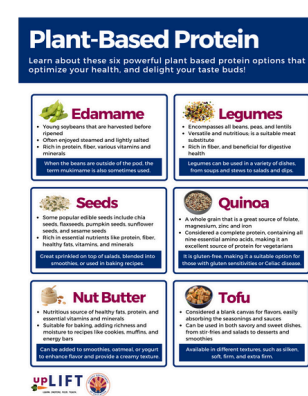 Plant-Based Protein
Learn about these six powerful plant based protein options that
optimize your health, and delight your taste buds!
Edamame
• Young soybeans that are harvested before
ripened
• Often enjoyed steamed and lightly salted
• Rich in protein, fiber, various vitamins and
minerals
When the beans are outside of the pod, the
term mukimame is also sometimes used.
Legumes
• Encompasses all beans, peas, and lentils
• Versatile and nutritious, is a suitable meat
substitute
• Rich in fiber, and beneficial for digestive
health
Legumes can be used in a variety of dishes,
from soups and stews to salads and dips.
Seeds
• Some popular edible seeds include chia
seeds, flaxseeds, pumpkin seeds, sunflower
seeds, and sesame seeds
• Rich in essential nutrients like protein, fiber,
healthy fats, vitamins, and minerals
Great sprinkled on top of salads, blended into
smoothies, or used in baking recipes.
Quinoa
• A whole grain that is a great source of folate,
magnesium, zinc and iron
• Considered a complete protein, containing all
nine essential amino acids, making it an
excellent source of protein for vegetarians
It is gluten-free, making it a suitable option for
those with gluten sensitivities or Celiac disease
Nut Butter
• Nutritious source of healthy fats, protein, and
essential vitamins and minerals
• Suitable for baking, adding richness and
moisture to recipes like cookies, muffins, and
energy bars
Can be added to smoothies, oatmeal, or yogurt
to enhance flavor and provide a creamy texture.
Tofu
• Considered a blank canvas for flavors, easily
absorbing the seasonings and sauces
• Can be used in both savory and sweet dishes,
from stir-fries and salads to desserts and
smoothies
Available in different textures, such as silken,
soft, firm, and extra firm.
upLIFT